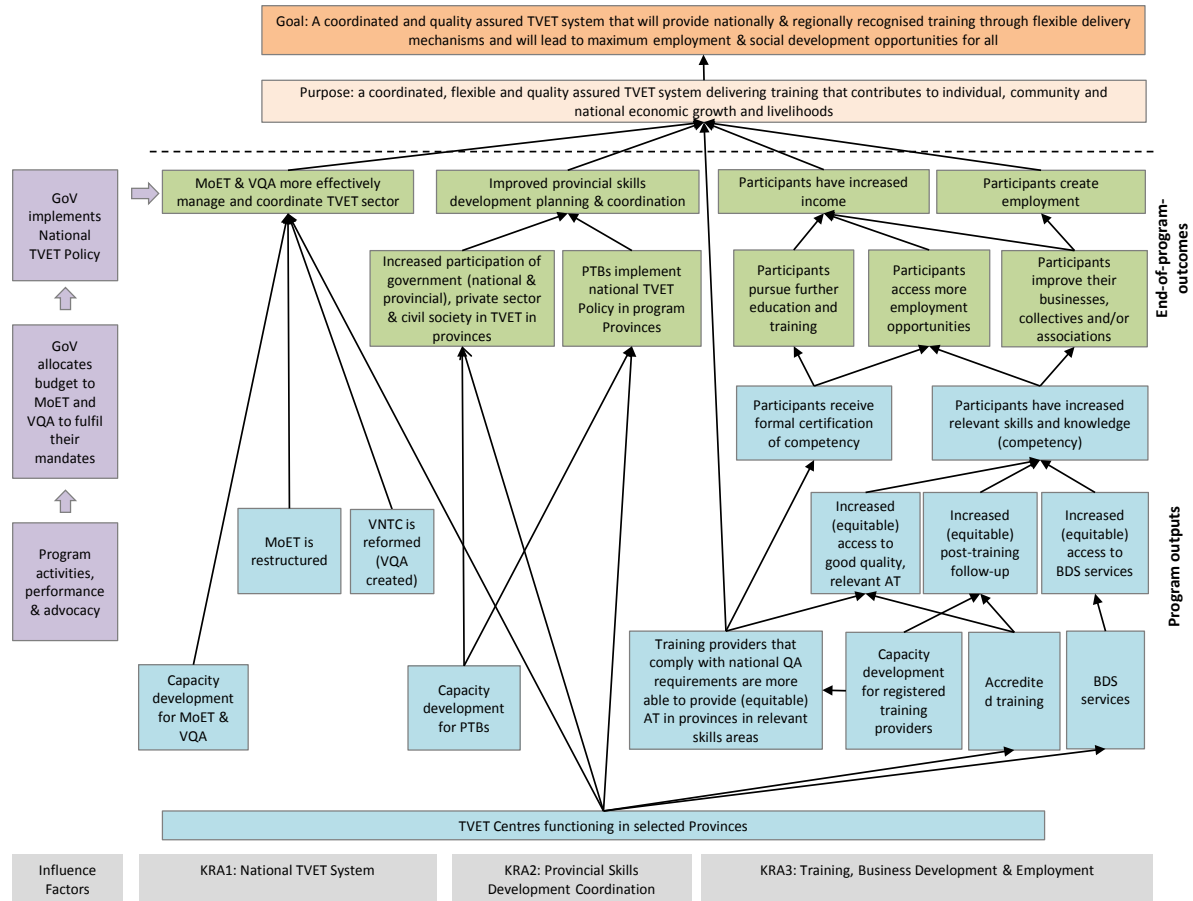 Goal: A coordinated and quality assured TVET system that will provide nationally & regionally recognised training through flexible delivery
mechanisms and will lead to maximum employment & social development opportunities for all
Purpose: a coordinated, flexible and quality assured TVET system delivering training that contributes to individual, community and
national economic growth and livelihoods
GoV
implements
National
TVET Policy
MoET & VQA more effectively
manage and coordinate TVET sector
Improved provincial skills
development planning & coordination
Participants have increased
income
Participants create
employment
End-of-program-
outcomes
Increased participation of
government (national &
provincial), private sector
& civil society in TVET in
provinces
PTBs implement
national TVET
Policy in program
Provinces
Participants
pursue further
education and
training
Participants
access more
employment
opportunities
Participants
improve their
businesses,
collectives and/or
associations
GoV
allocates
budget to
MoET and
VQA to fulfil
their
mandates
Participants receive
formal certification
of competency
Participants have increased
relevant skills and knowledge
(competency)
Program activities,
performance
& advocacy
MoET is
restructured
VNTC is
reformed
(VQA
created)
Increased
(equitable)
access to
good quality,
relevant AT
Increased
(equitable)
post-training
follow-up
Increased
(equitable)
access to
BDS services
Program outputs
Capacity
development
for MoET &
VQA
Capacity
development
for PTBs
Training providers that
comply with national QA
requirements are more
able to provide (equitable)
AT in provinces in relevant
skills areas
Capacity
development
for registered
training
providers
Accredite
d training
BDS
services
TVET Centres functioning in selected Provinces
Influence
Factors
KRA1: National TVET System
KRA2: Provincial Skills
Development Coordination
KRA3: Training, Business Development & Employment